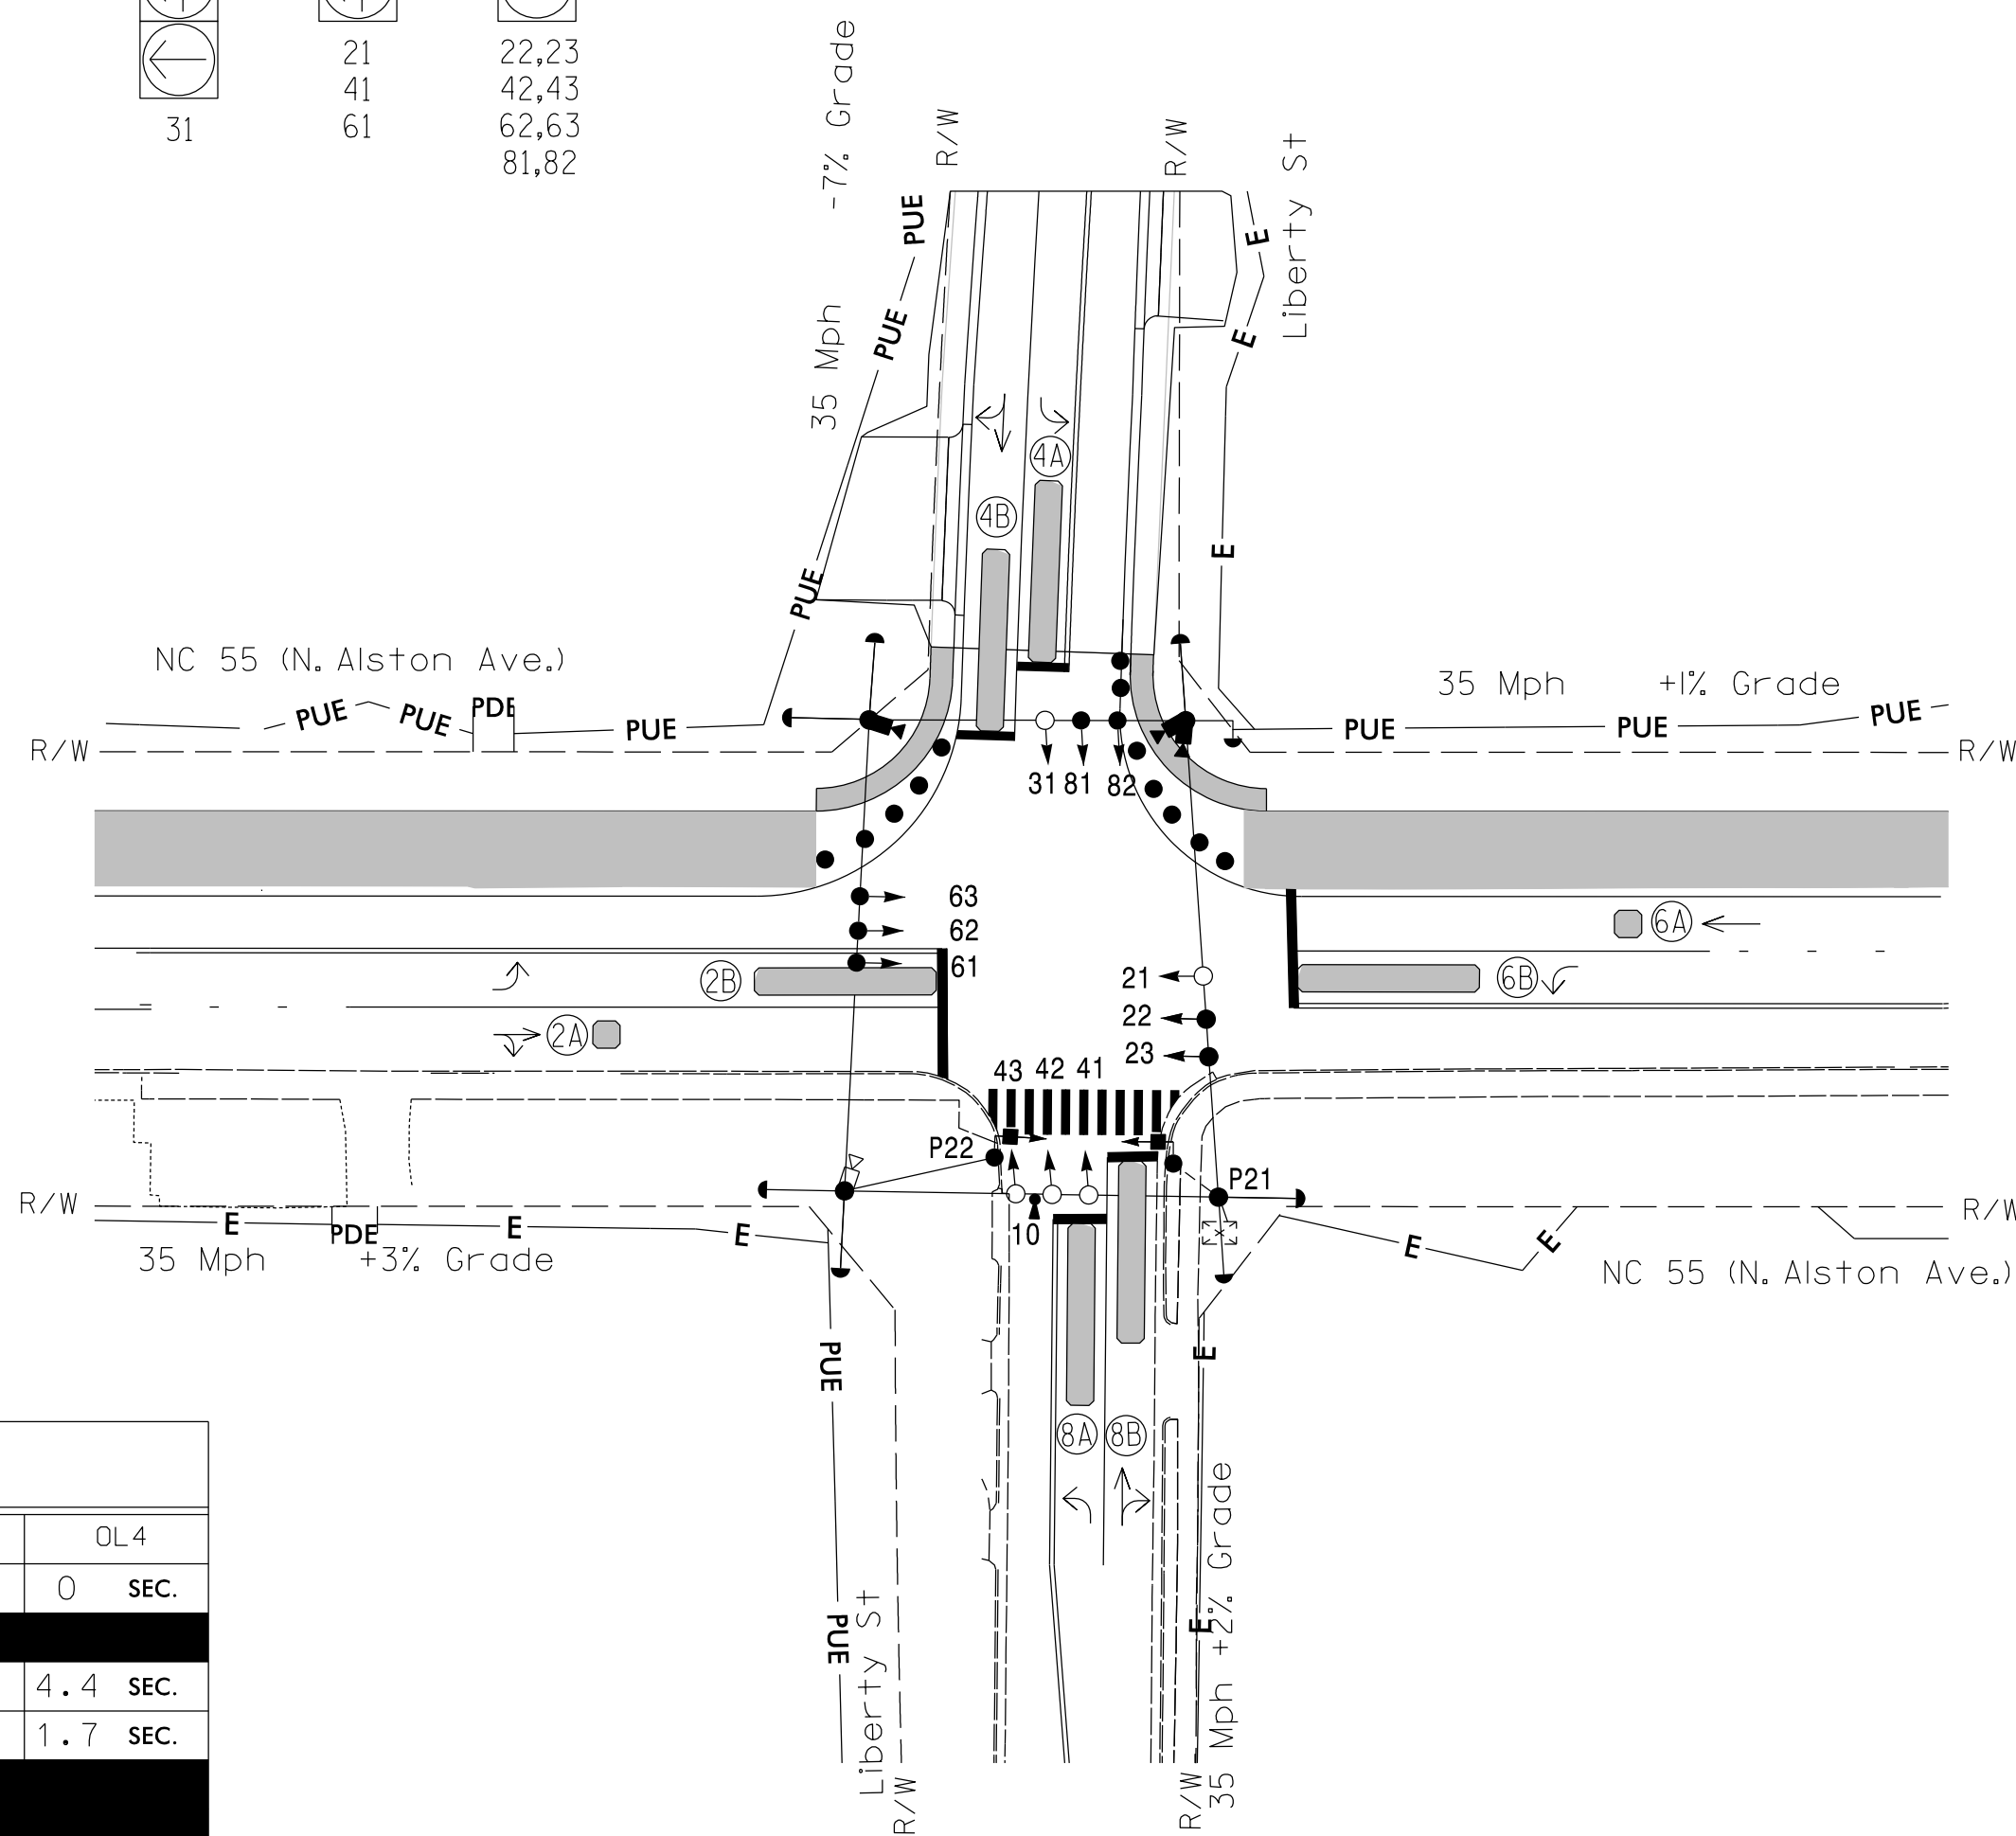 31
21
41
61
22,23
42,43
62,63
81,82
35 Mph -7% Grade
R/W
R/W
Liberty St
PUE
PUE
PUE
E
E
E
4A
4B
NC 55 (N. Alston Ave.)
PUE
PUE
PDE
PUE
R/W
35 Mph +1% Grade
PUE
PUE
PUE
R/W
31 81 82
63
62
61
2B
2A
6A
6B
21
22
23
43 42 41
P22
P21
10
R/W
E
PDE
E
E
35 Mph +3% Grade
R/W
E
E
NC 55 (N. Alston Ave.)
PUE
PUE
E
E
8A
8B
Liberty St
R/W
R/W
35 Mph +2% Grade
OL4
0 SEC.
4.4 SEC.
1.7 SEC.